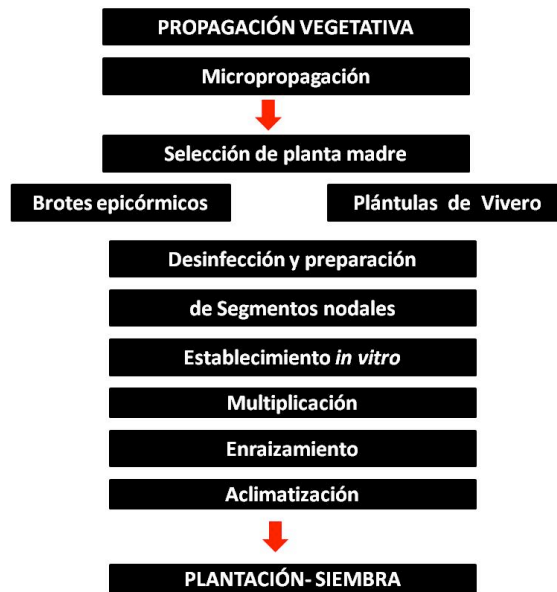 PROPAGACIÓN VEGETATIVA
Micropropagación
Selección de planta madre
Brotes epicórmicos
Plántulas de Vivero
Desinfección y preparación
de Segmentos nodales
Establecimiento in vitro
Multiplicación
Enraizamiento
Aclimatización
PLANTACIÓN- SIEMBRA